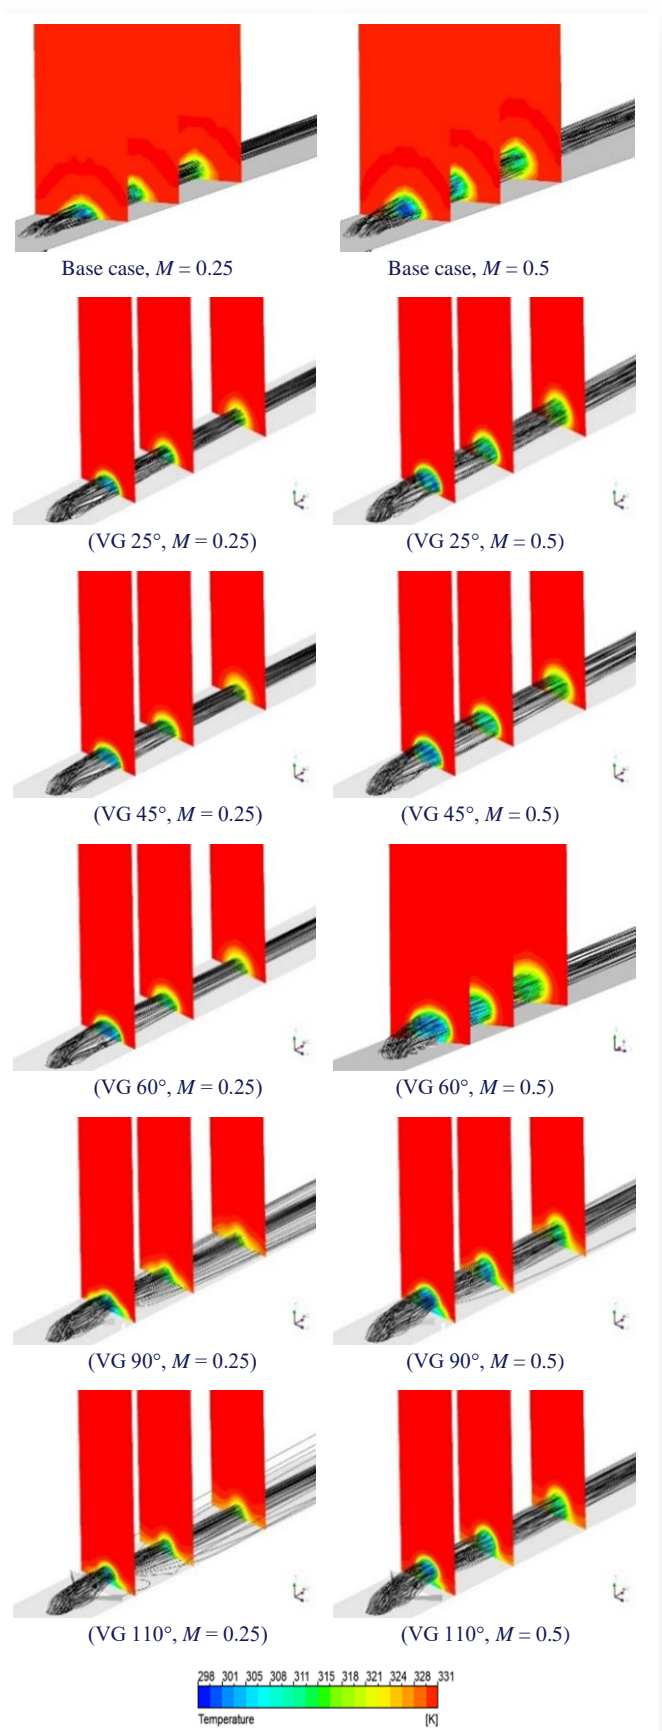 Base case, M = 0.25
Base case, M = 0.5
(VG 25°, M = 0.25)
(VG 25°, M = 0.5)
(VG 45°, M = 0.25)
(VG 45°, M = 0.5)
(VG 60°, M = 0.25)
(VG 60°, M = 0.5)
(VG 90°, M = 0.25)
(VG 90°, M = 0.5)
(VG 110°, M = 0.25)
(VG 110°, M = 0.5)
298 301 305 308 311 315 318 321 324 328 331
Temperature [K]